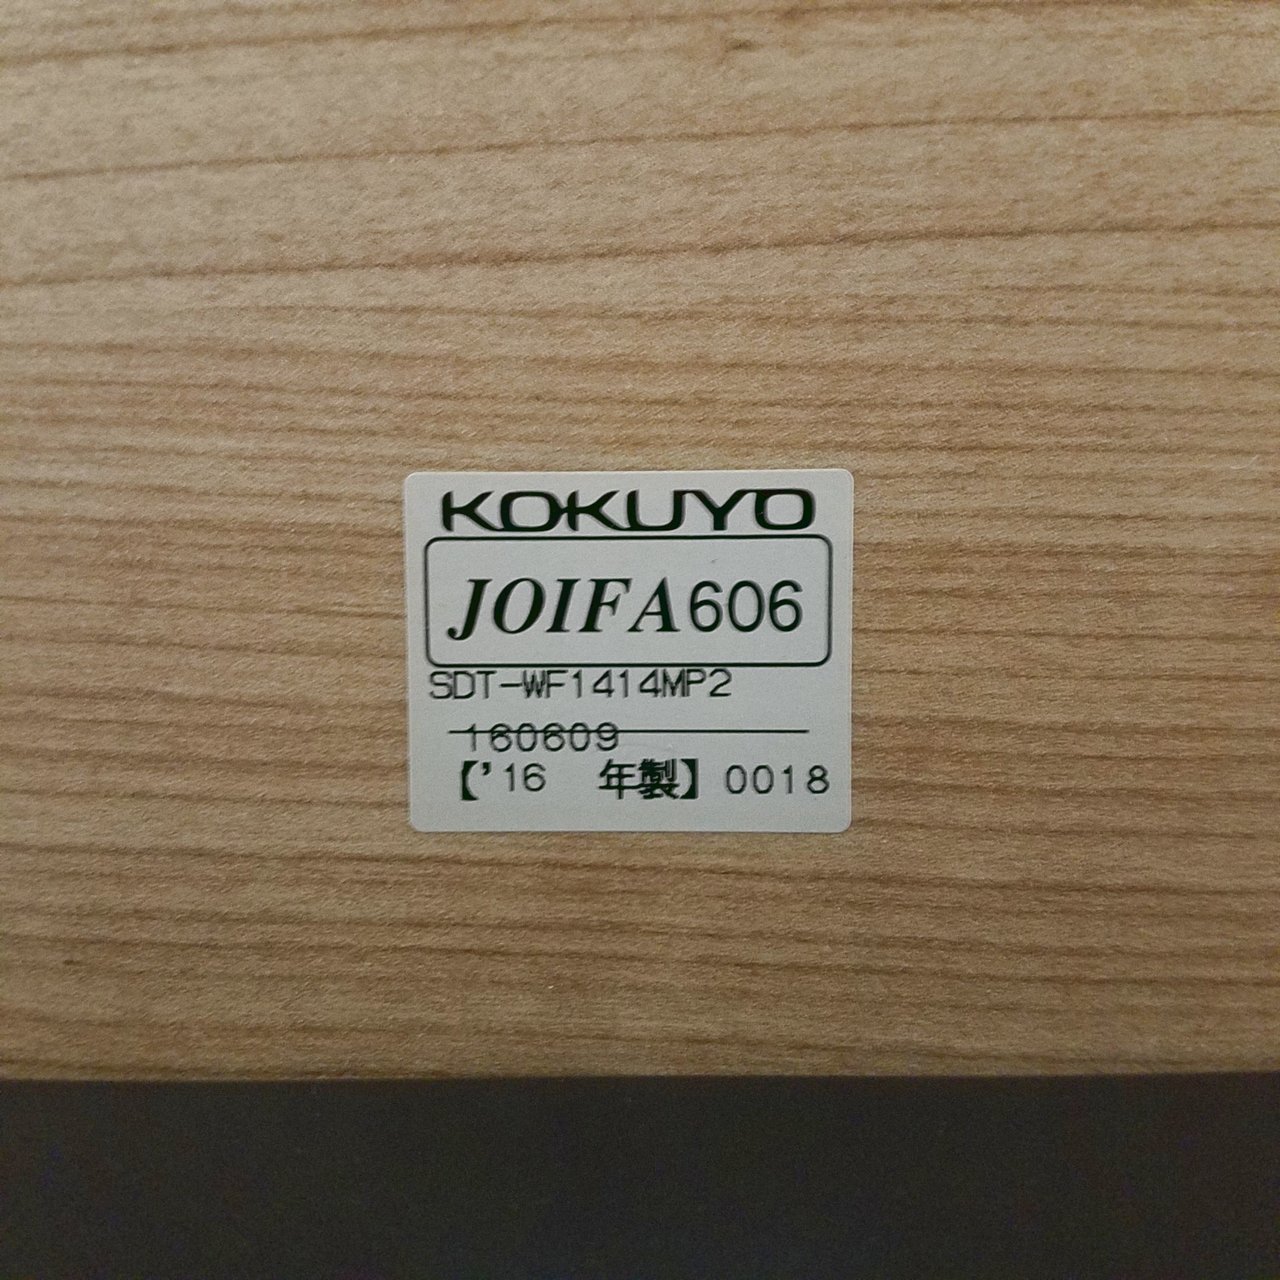 KOKUYO
JOIFA606
SDT-WF1414MP2
160609
【'16 年製】0018